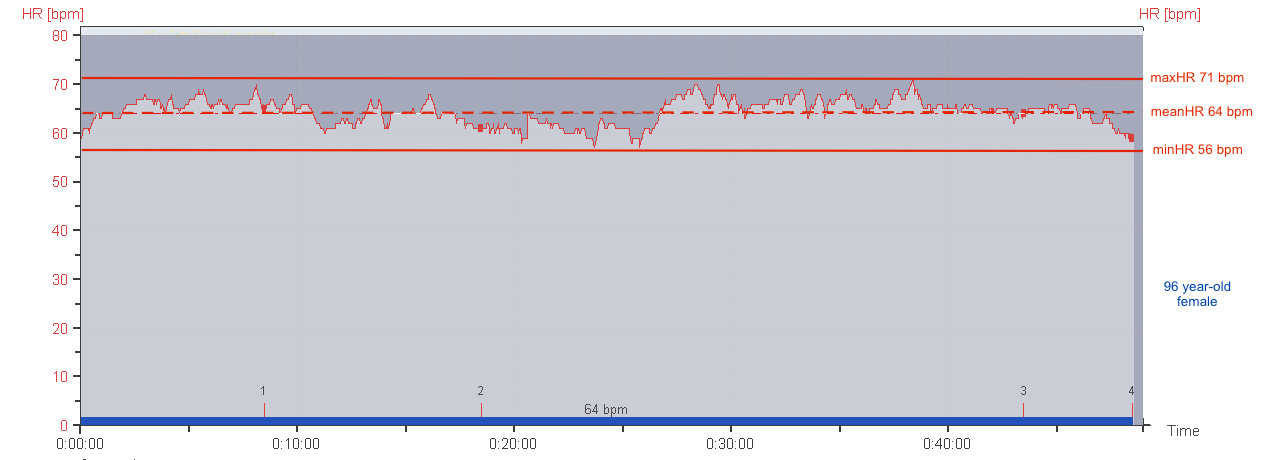 HR [bpm]
HR [bpm]
80
70
60
50
40
30
20
10
0
maxHR 71 bpm
meanHR 64 bpm
minHR 56 bpm
96 year-old
female
1
2
3
4
64 bpm
0:00:00
0:10:00
0:20:00
0:30:00
0:40:00
Time